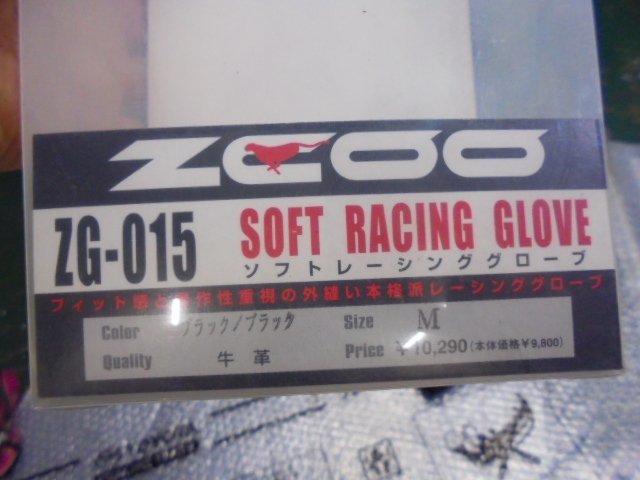 ZCOO
ZG-015 SOFT RACING GLOVE
ソフトレーシンググローブ
フィット感と操作性重視の外縫い本格派レーシンググローブ
Color ブラック/ブラック Size M
Quality 牛革 Price ¥10,290(本体価格¥9,800)